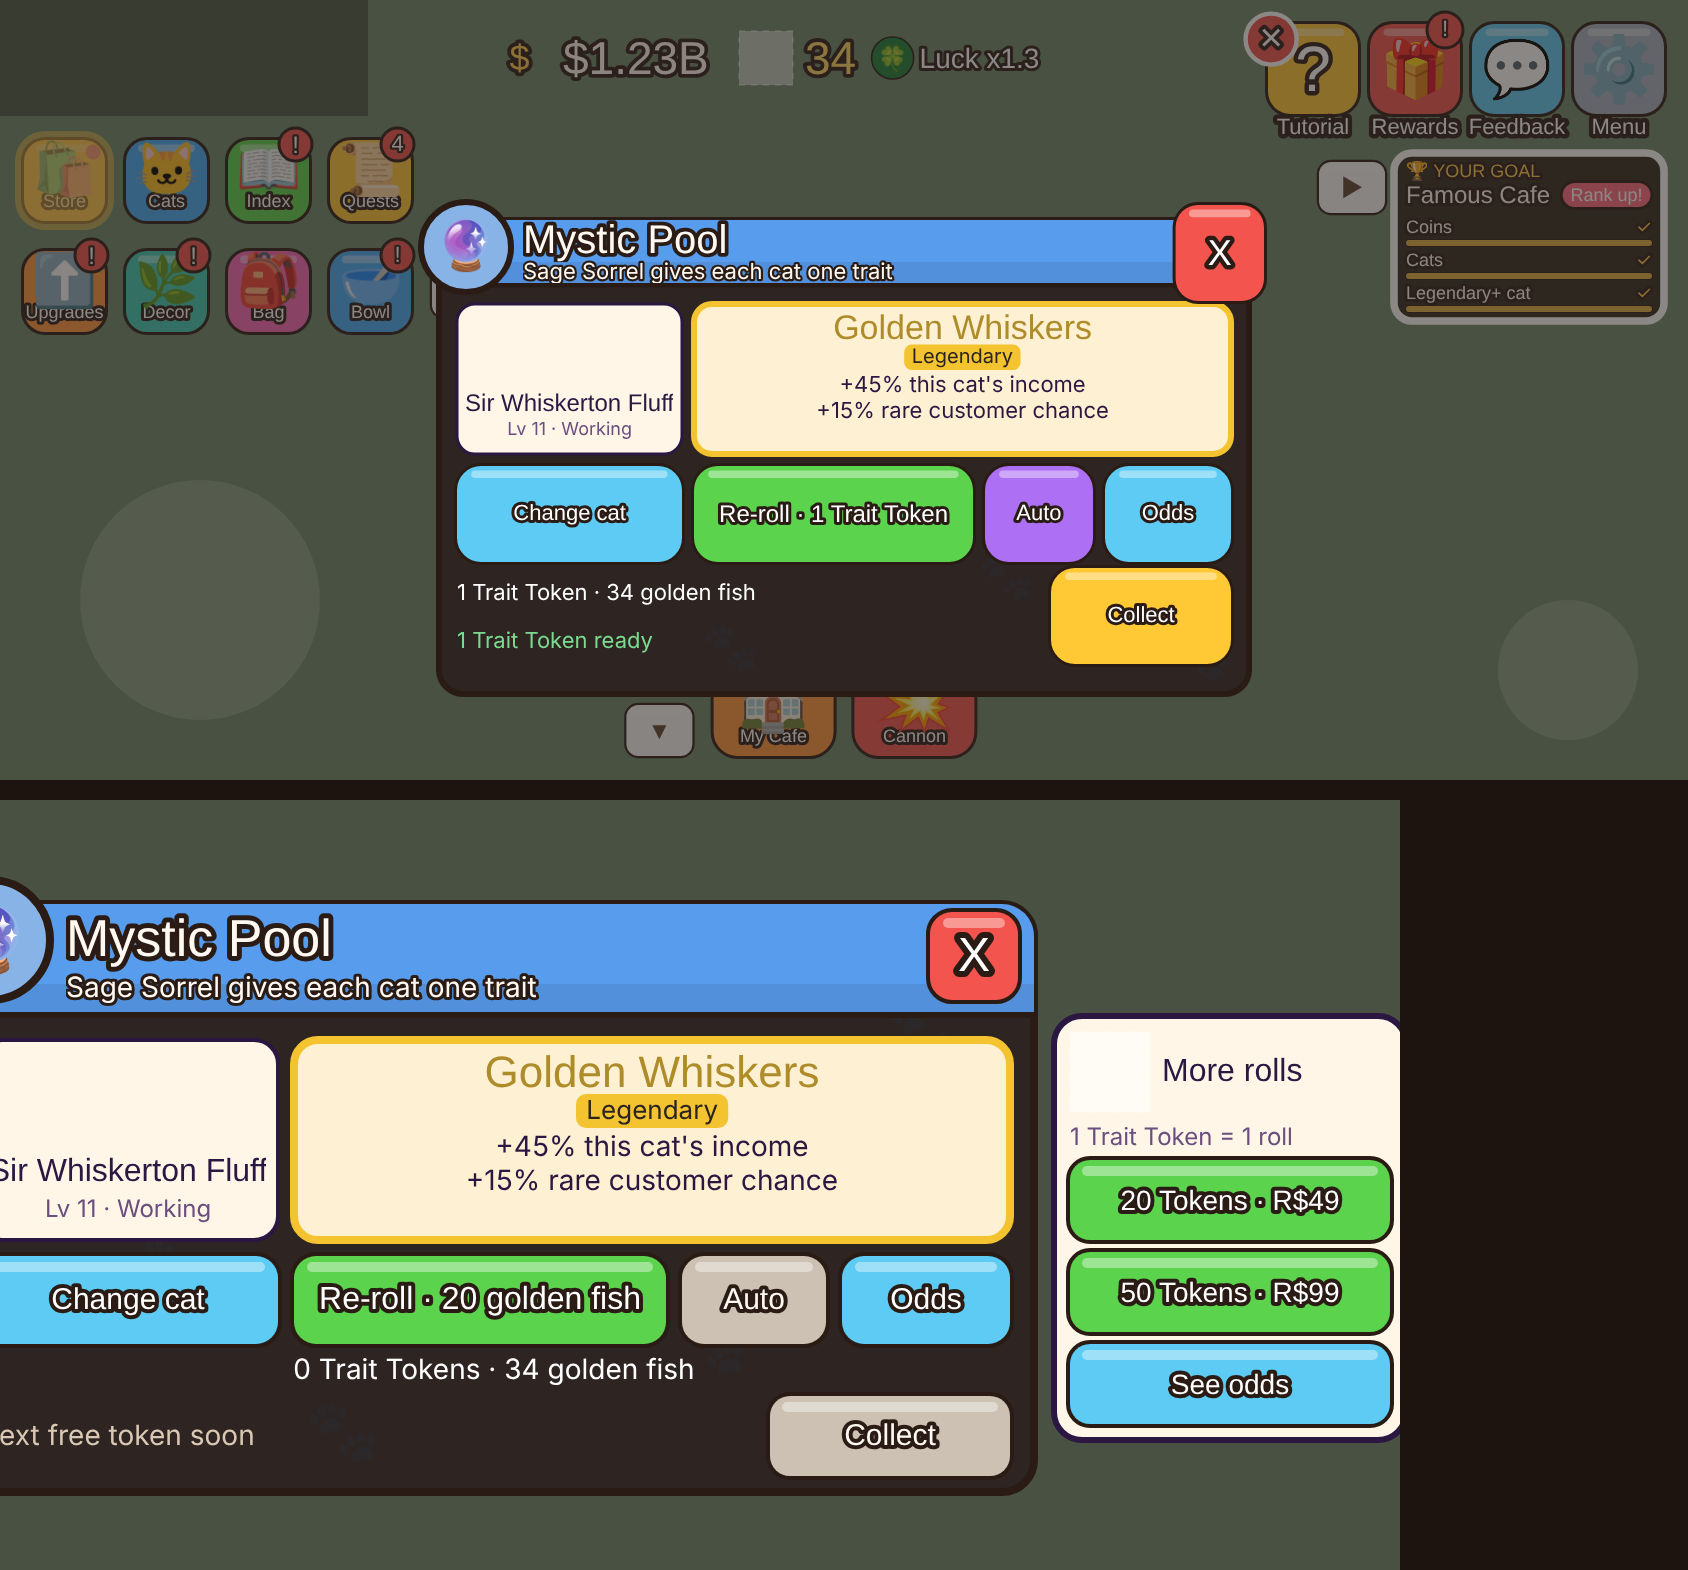 $ $1.23B 34 Luck x1.3
X ? !
Tutorial Rewards Feedback Menu
Store Cats ! Index 4 Quests
! Upgrades ! Decor Bag ! Bowl
🏆 YOUR GOAL
Famous Cafe Rank up!
Coins ✓
Cats ✓
Legendary+ cat ✓
Mystic Pool
Sage Sorrel gives each cat one trait
X
Sir Whiskerton Fluff
Lv 11 · Working
Golden Whiskers
Legendary
+45% this cat's income
+15% rare customer chance
Change cat
Re-roll · 1 Trait Token
Auto
Odds
1 Trait Token · 34 golden fish
1 Trait Token ready
Collect
My Cafe
Cannon
Mystic Pool
Sage Sorrel gives each cat one trait
X
Sir Whiskerton Fluff
Lv 11 · Working
Golden Whiskers
Legendary
+45% this cat's income
+15% rare customer chance
Change cat
Re-roll · 20 golden fish
Auto
Odds
0 Trait Tokens · 34 golden fish
ext free token soon
Collect
More rolls
1 Trait Token = 1 roll
20 Tokens · R$49
50 Tokens · R$99
See odds